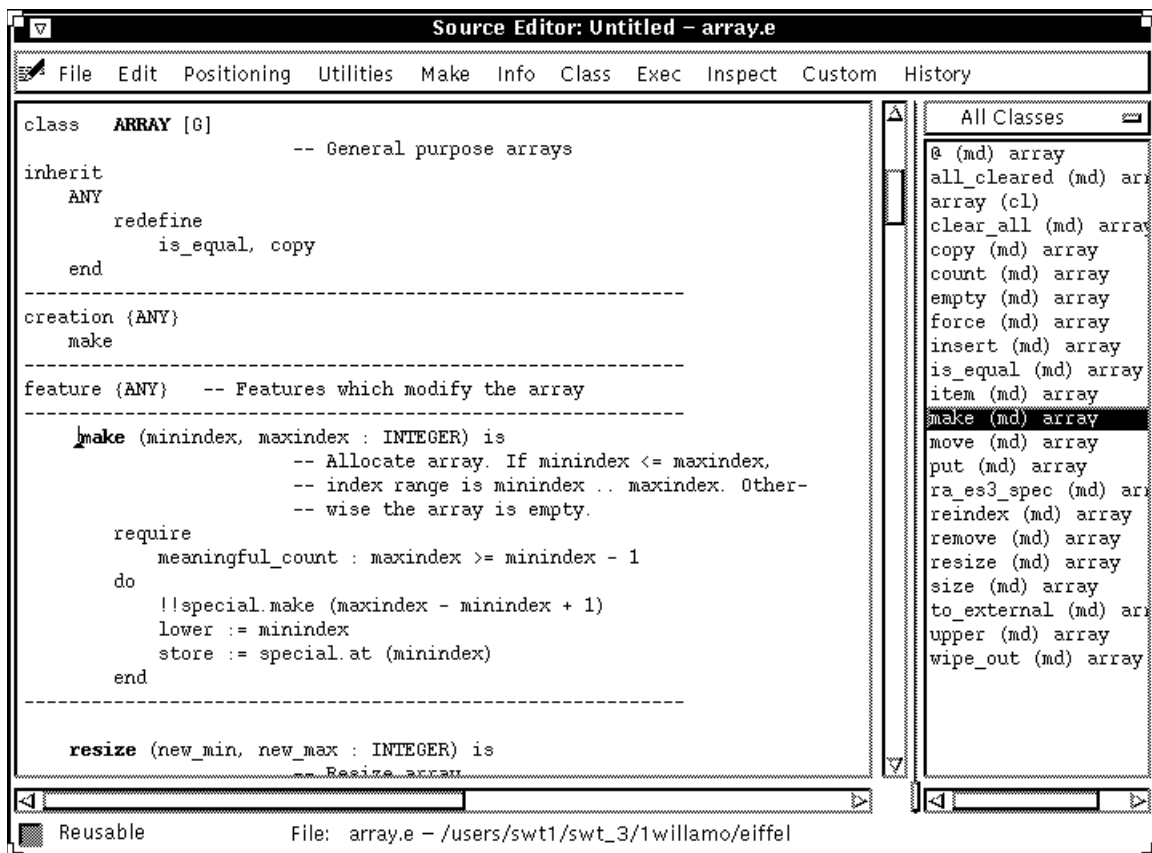 Source Editor: Untitled – array.e
File Edit Positioning Utilities Make Info Class Exec Inspect Custom History
class ARRAY [G]
-- General purpose arrays
inherit
ANY
redefine
is_equal, copy
end
----------------------------------------------------------------
creation {ANY}
make
----------------------------------------------------------------
feature {ANY} -- Features which modify the array
----------------------------------------------------------------
make (minindex, maxindex : INTEGER) is
-- Allocate array. If minindex <= maxindex,
-- index range is minindex .. maxindex. Other-
-- wise the array is empty.
require
meaningful_count : maxindex >= minindex - 1
do
!!special.make (maxindex - minindex + 1)
lower := minindex
store := special.at (minindex)
end
----------------------------------------------------------------
resize (new_min, new_max : INTEGER) is
-- Resize array
All Classes
@ (md) array
all_cleared (md) arr
array (cl)
clear_all (md) array
copy (md) array
count (md) array
empty (md) array
force (md) array
insert (md) array
is_equal (md) array
item (md) array
make (md) array
move (md) array
put (md) array
ra_es3_spec (md) arr
reindex (md) array
remove (md) array
resize (md) array
size (md) array
to_external (md) arr
upper (md) array
wipe_out (md) array
Reusable File: array.e – /users/swt1/swt_3/1willamo/eiffel